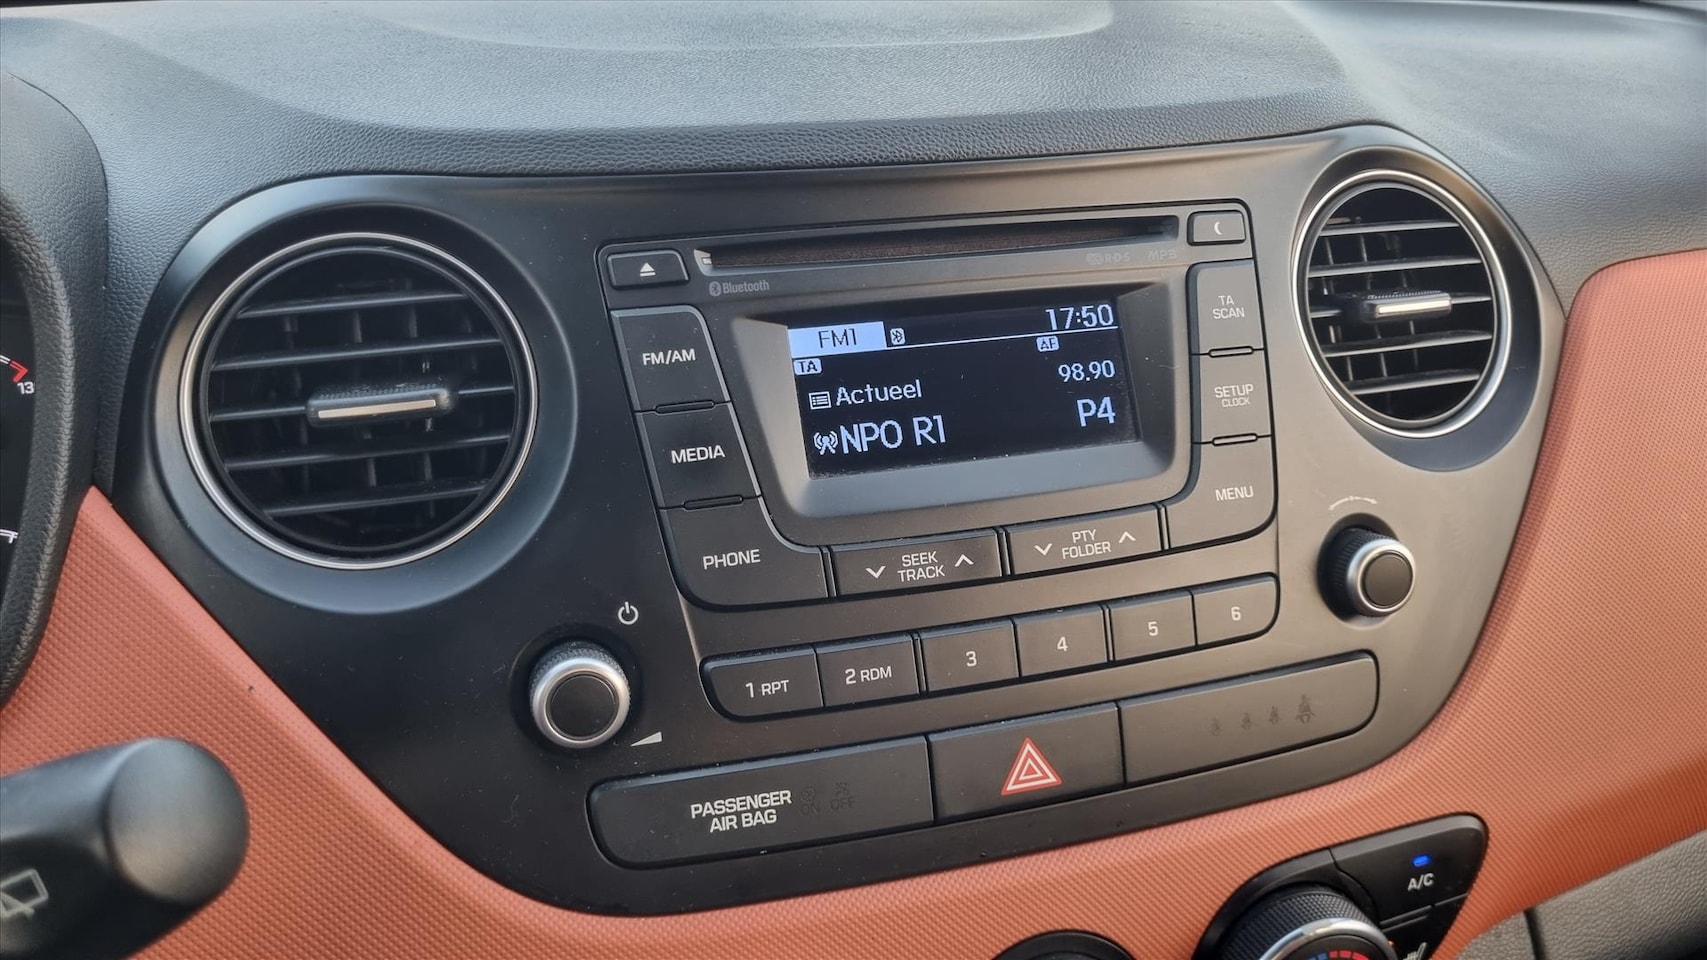 13
Bluetooth
R·D·S MP3
FM/AM
MEDIA
PHONE
FM1
17:50
TA
AF
Actueel
98.90
NPO R1
P4
TA
SCAN
SETUP
CLOCK
MENU
SEEK
TRACK
PTY
FOLDER
1 RPT
2 RDM
3
4
5
6
PASSENGER
AIR BAG
ON
OFF
A/C